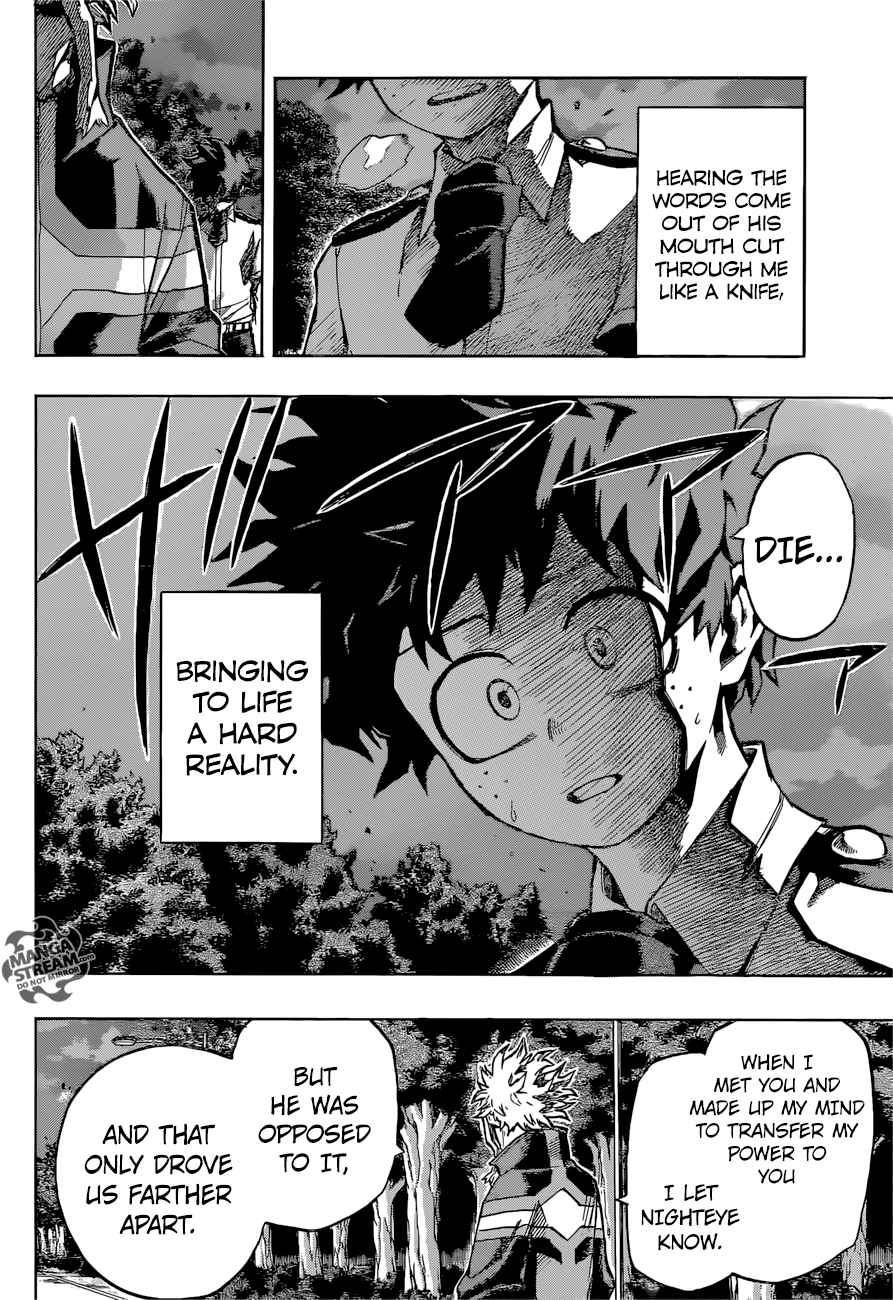 HEARING THE
WORDS COME
OUT OF HIS
MOUTH CUT
THROUGH ME
LIKE A KNIFE,
DIE...
BRINGING
TO LIFE
A HARD
REALITY.
MANGA
STREAM.com
DO NOT MIRROR
WHEN I
MET YOU AND
MADE UP MY MIND
TO TRANSFER MY
POWER TO
YOU
I LET
NIGHTEYE
KNOW.
BUT
HE WAS
OPPOSED
TO IT,
AND THAT
ONLY DROVE
US FARTHER
APART.